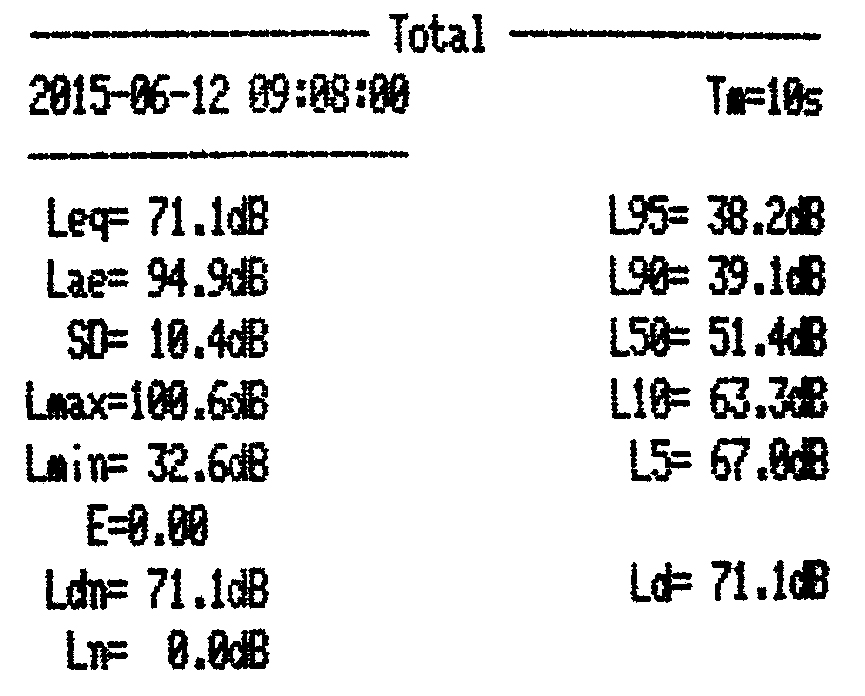 Total
2015-06-12 09:08:00 Tm=10s
Leq= 71.1dB L95= 38.2dB
Lae= 94.9dB L90= 39.1dB
SD= 10.4dB L50= 51.4dB
Lmax=100.6dB L10= 63.3dB
Lmin= 32.6dB L5= 67.0dB
E=0.00
Ldn= 71.1dB Ld= 71.1dB
Ln= 0.0dB